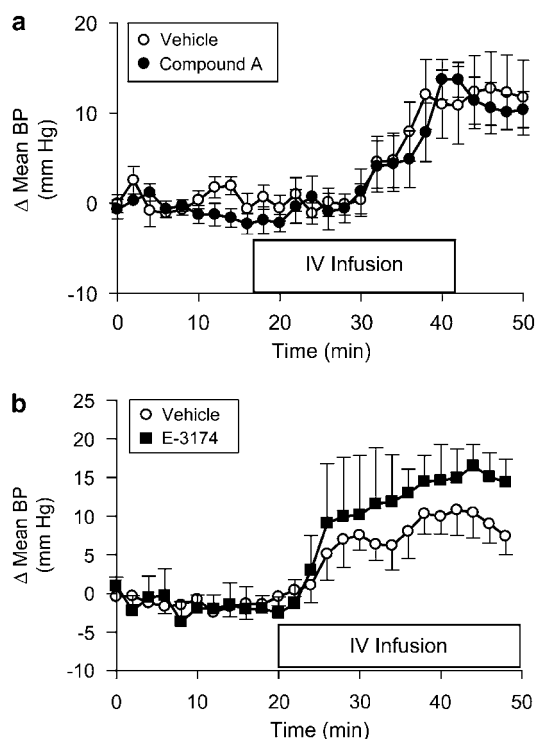 a
Vehicle
Compound A
Δ Mean BP
(mm Hg)
20
10
0
-10
IV Infusion
0
10
20
30
40
50
Time (min)
b
Vehicle
E-3174
Δ Mean BP
(mm Hg)
25
20
15
10
5
0
-5
-10
IV Infusion
0
10
20
30
40
50
Time (min)